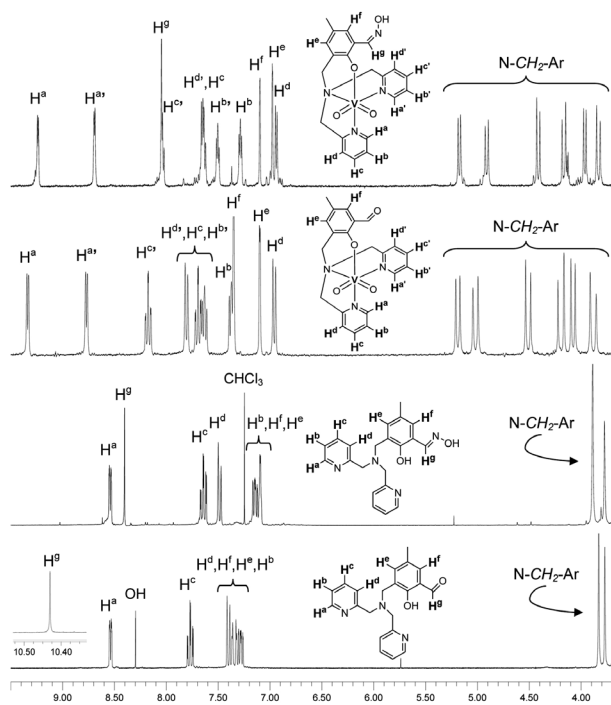 Hᵍ
Hᵃ Hᵃ’ Hᶜ’ Hᵈ’, Hᶜ Hᵇ’ Hᵇ Hᶠ Hᵉ Hᵈ
N-CH₂-Ar
Hᶠ OH
N
Hᵉ Hᵍ
O Hᵈ' Hᶜ'
N V N Hᵇ'
O O Hᵃ'
N Hᵃ
Hᵈ Hᵇ
Hᶜ
Hᵃ Hᵃ’ Hᶜ’ Hᵈ’, Hᶜ, Hᵇ’ Hᵇ Hᶠ Hᵉ Hᵈ
N-CH₂-Ar
Hᶠ
Hᵉ O
O Hᵈ' Hᶜ'
N V N Hᵇ'
O O Hᵃ'
N Hᵃ
Hᵈ Hᵇ
Hᶜ
Hᵃ Hᵍ Hᶜ Hᵈ CHCl₃ Hᵇ, Hᶠ, Hᵉ
N-CH₂-Ar
Hᶜ Hᵉ Hᶠ
Hᵇ Hᵈ OH
Hᵃ N OH N
N Hᵍ
N
Hᵍ
10.50 10.40
Hᵃ OH Hᶜ Hᵈ, Hᶠ, Hᵉ, Hᵇ
N-CH₂-Ar
Hᶜ Hᵉ Hᶠ
Hᵇ Hᵈ O
Hᵃ N OH Hᵍ
N
N
9.00 8.50 8.00 7.50 7.00 6.50 6.00 5.50 5.00 4.50 4.00